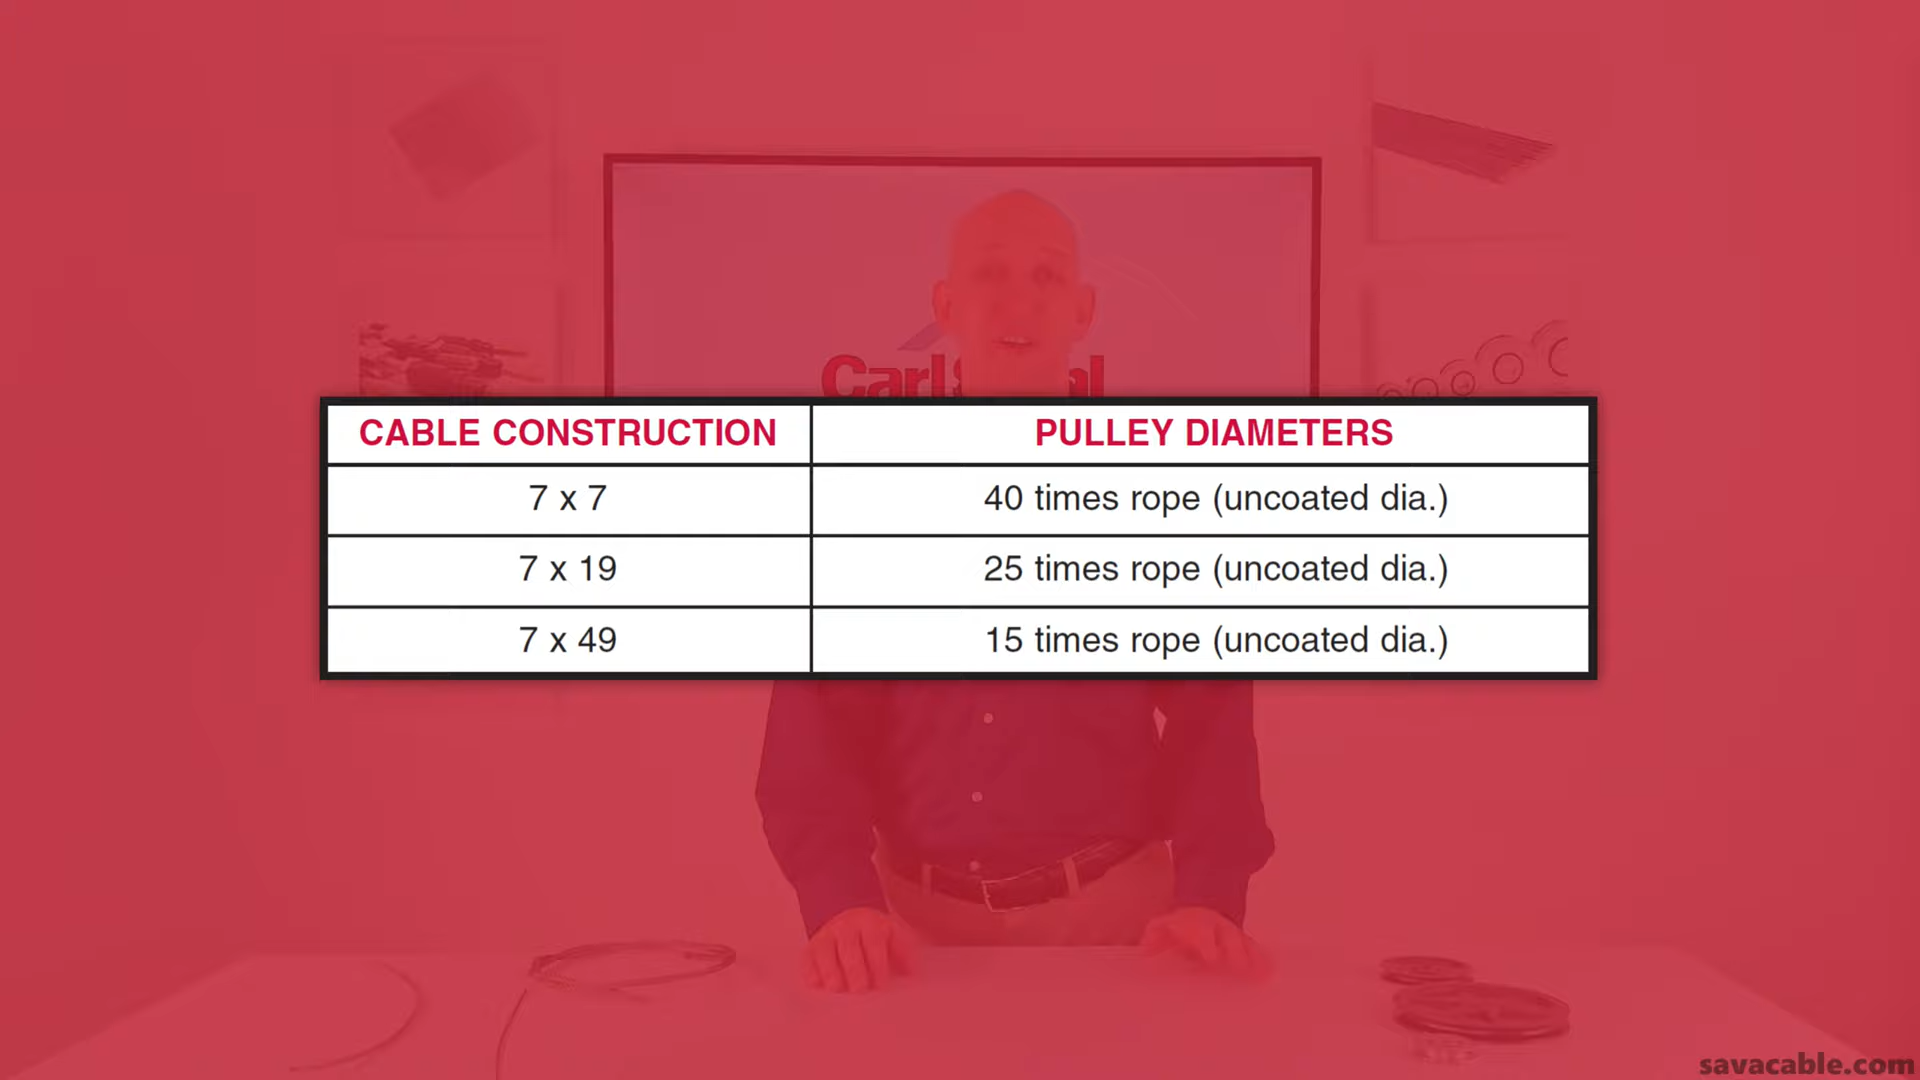 Carl
CABLE CONSTRUCTION PULLEY DIAMETERS
7 x 7 40 times rope (uncoated dia.)
7 x 19 25 times rope (uncoated dia.)
7 x 49 15 times rope (uncoated dia.)
savacable.com